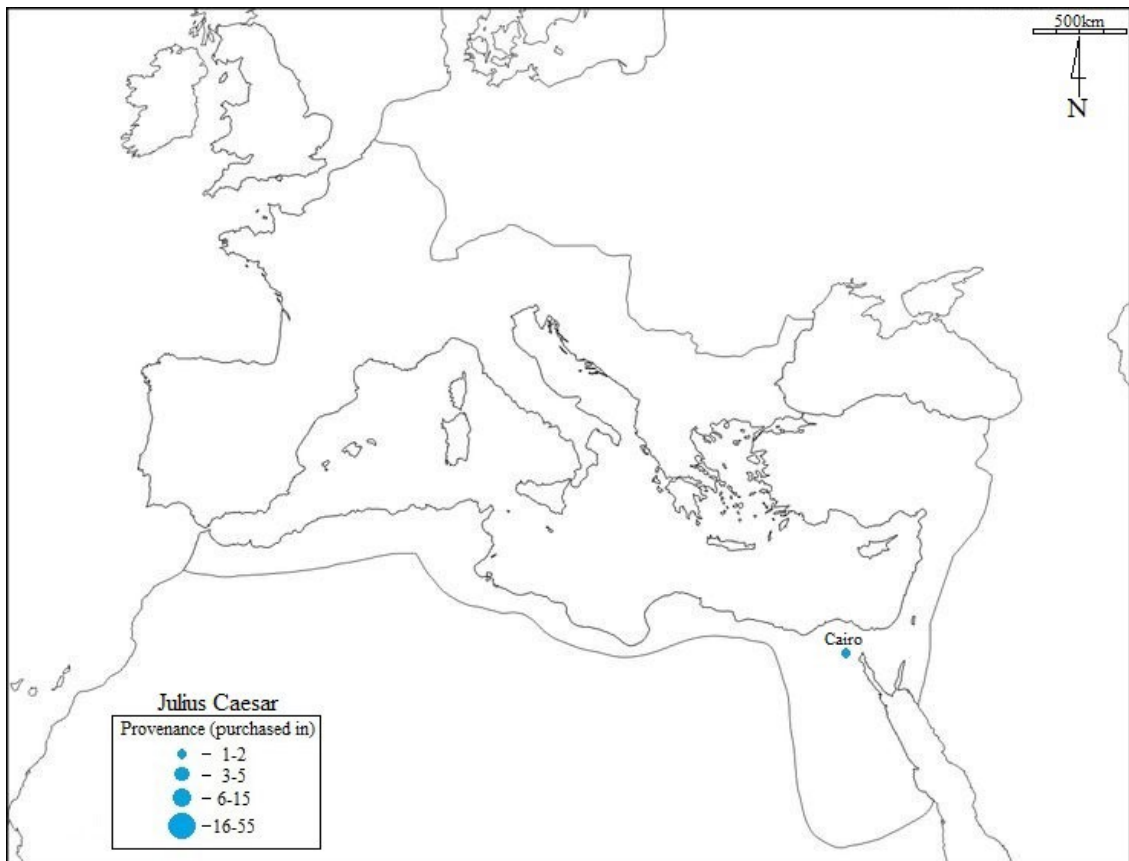 500km
N
Cairo
Julius Caesar
Provenance (purchased in)
– 1-2
– 3-5
– 6-15
–16-55